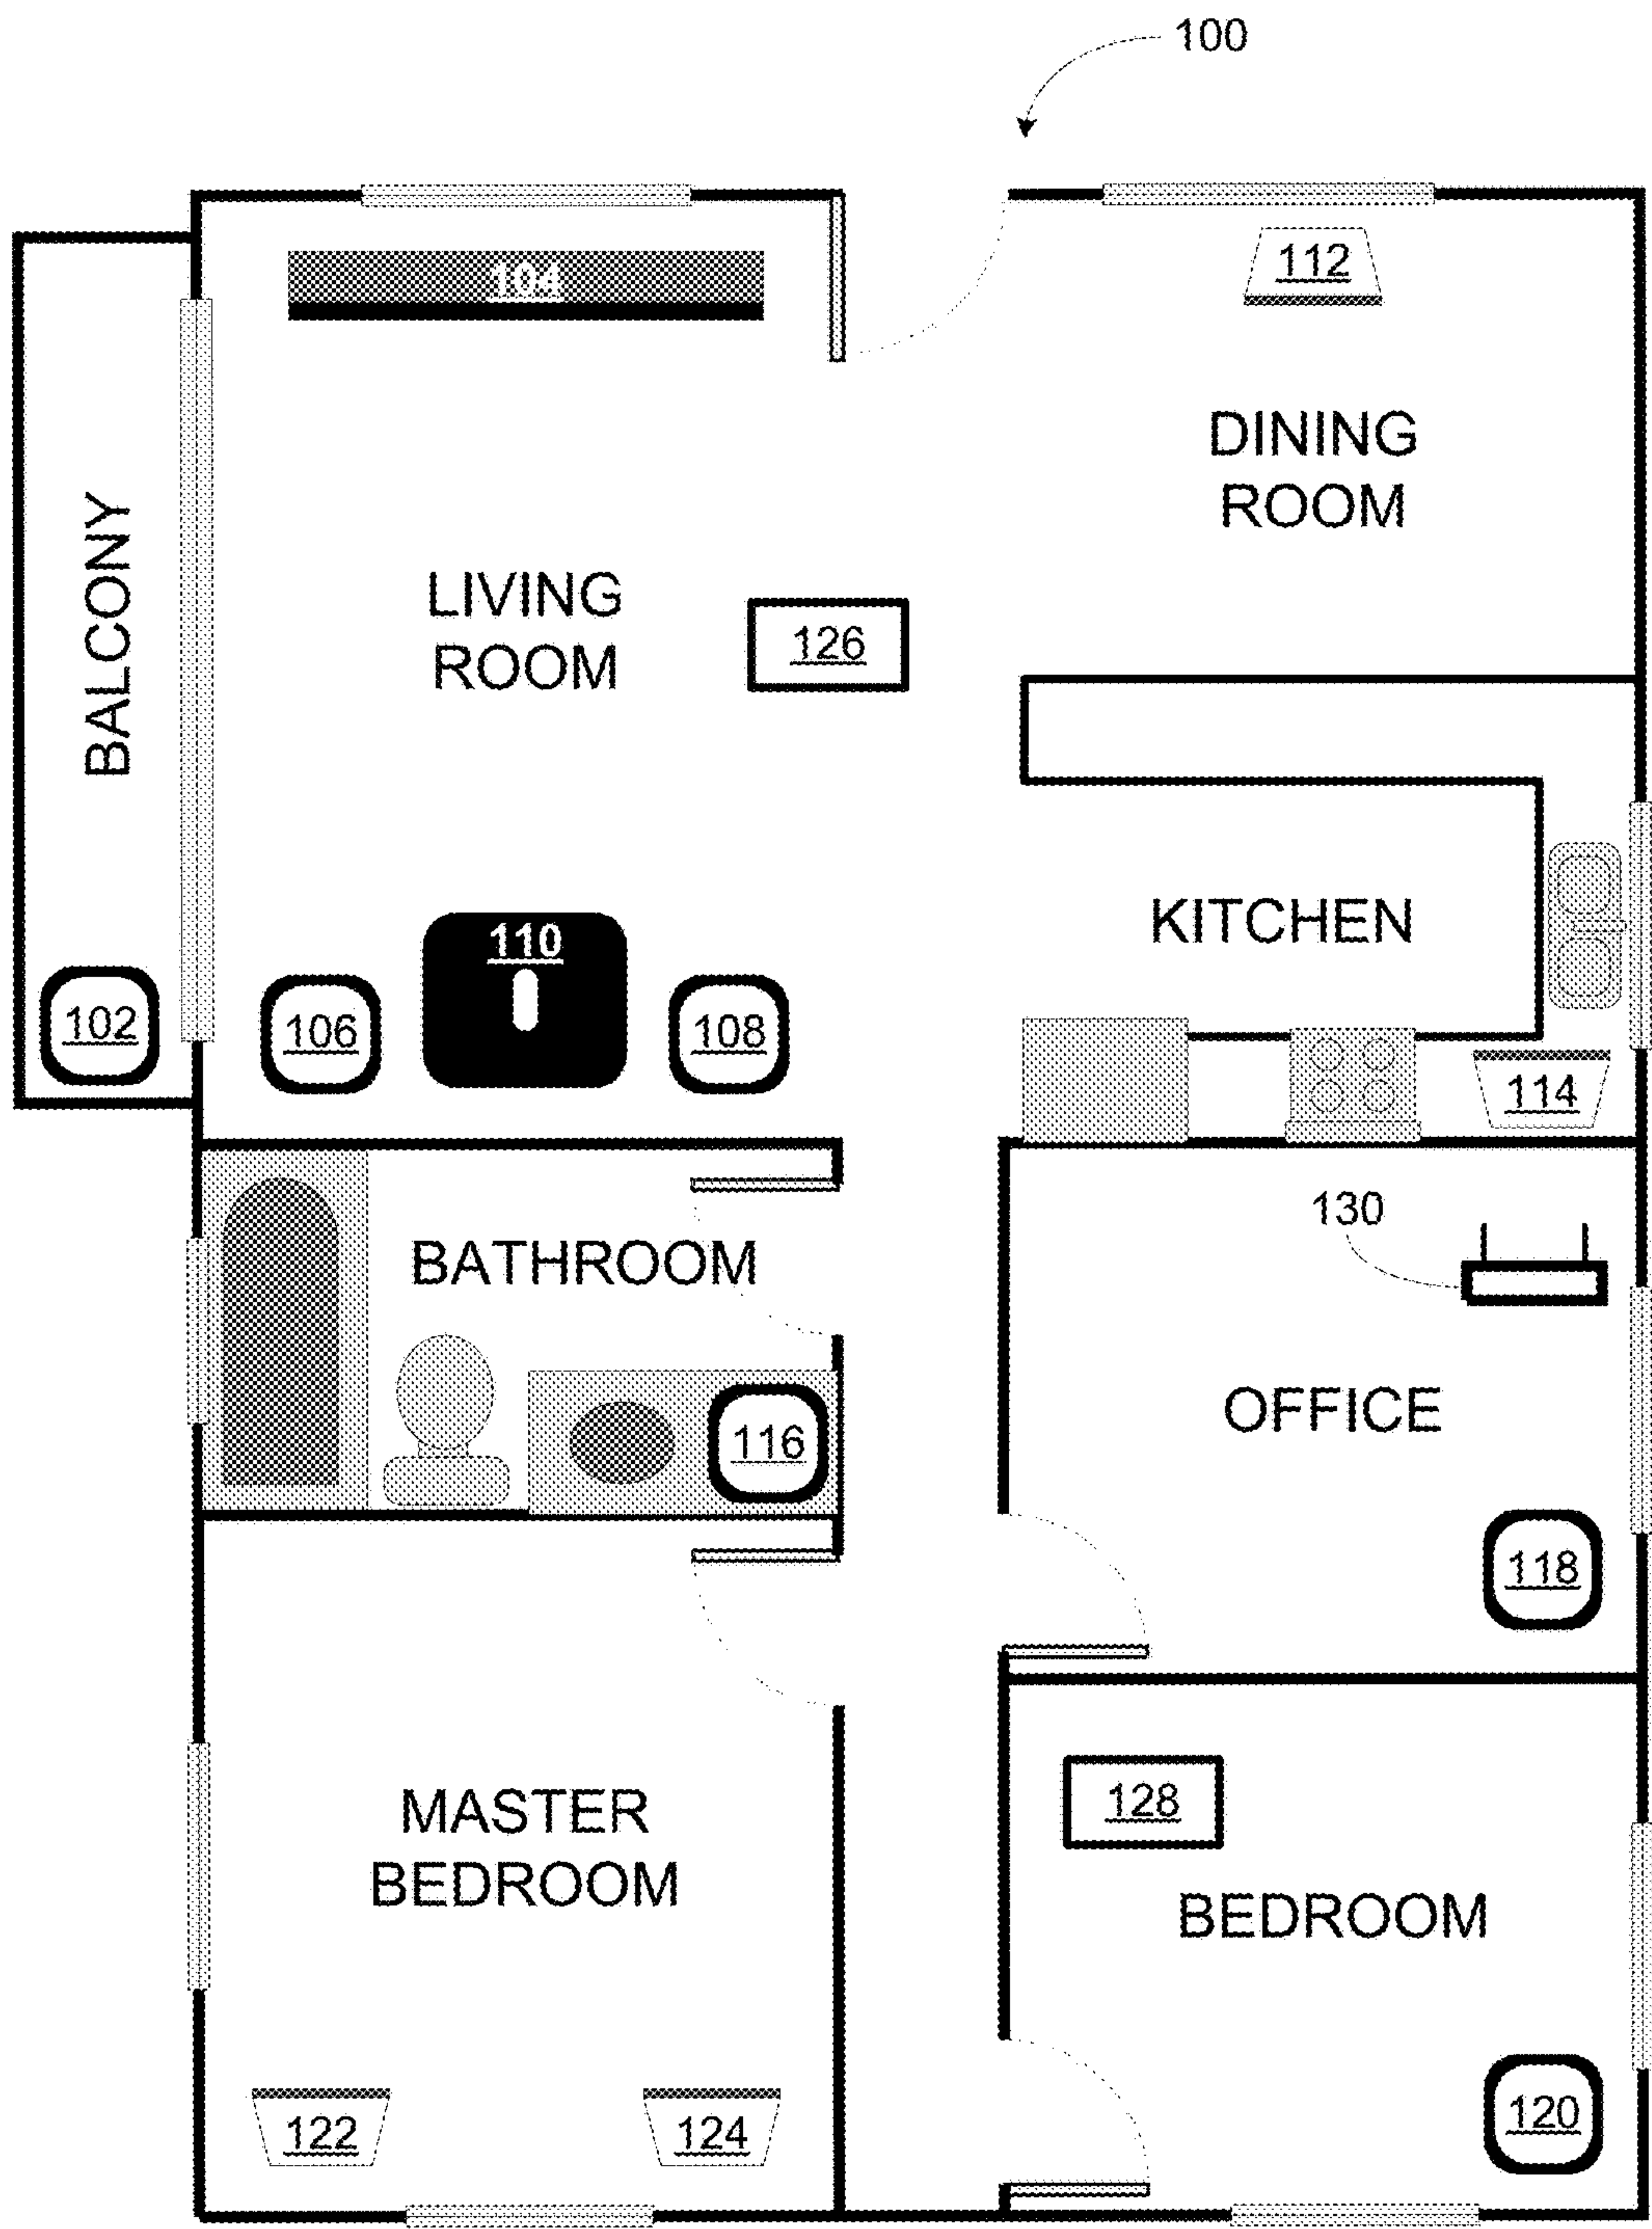 100
104
112
DINING
ROOM
BALCONY
LIVING
ROOM
126
KITCHEN
110
102
106
108
114
130
BATHROOM
OFFICE
116
118
MASTER
BEDROOM
128
BEDROOM
122
124
120